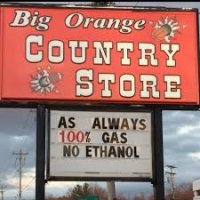 Big Orange
COUNTRY
STORE
AS ALWAYS
100% GAS
NO ETHANOL